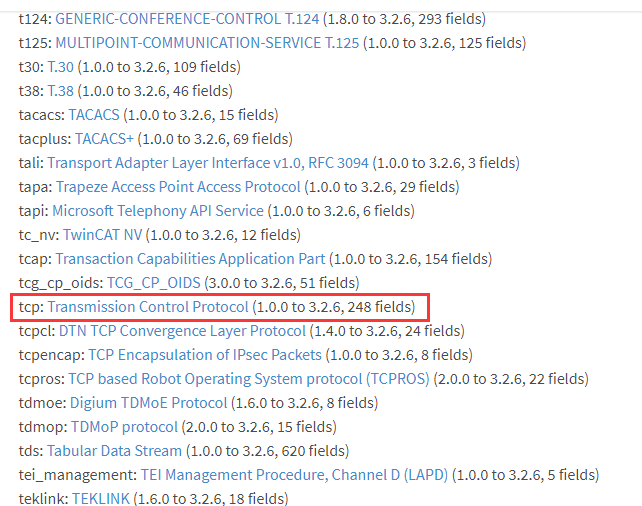 t124: GENERIC-CONFERENCE-CONTROL T.124 (1.8.0 to 3.2.6, 293 fields)
t125: MULTIPOINT-COMMUNICATION-SERVICE T.125 (1.0.0 to 3.2.6, 125 fields)
t30: T.30 (1.0.0 to 3.2.6, 109 fields)
t38: T.38 (1.0.0 to 3.2.6, 46 fields)
tacacs: TACACS (1.0.0 to 3.2.6, 15 fields)
tacplus: TACACS+ (1.0.0 to 3.2.6, 69 fields)
tali: Transport Adapter Layer Interface v1.0, RFC 3094 (1.0.0 to 3.2.6, 3 fields)
tapa: Trapeze Access Point Access Protocol (1.0.0 to 3.2.6, 29 fields)
tapi: Microsoft Telephony API Service (1.0.0 to 3.2.6, 6 fields)
tc_nv: TwinCAT NV (1.0.0 to 3.2.6, 12 fields)
tcap: Transaction Capabilities Application Part (1.0.0 to 3.2.6, 154 fields)
tcg_cp_oids: TCG_CP_OIDS (3.0.0 to 3.2.6, 51 fields)
tcp: Transmission Control Protocol (1.0.0 to 3.2.6, 248 fields)
tcpcl: DTN TCP Convergence Layer Protocol (1.4.0 to 3.2.6, 24 fields)
tcpencap: TCP Encapsulation of IPsec Packets (1.0.0 to 3.2.6, 8 fields)
tcpros: TCP based Robot Operating System protocol (TCPROS) (2.0.0 to 3.2.6, 22 fields)
tdmoe: Digium TDMoE Protocol (1.6.0 to 3.2.6, 8 fields)
tdmop: TDMoP protocol (2.0.0 to 3.2.6, 15 fields)
tds: Tabular Data Stream (1.0.0 to 3.2.6, 620 fields)
tei_management: TEI Management Procedure, Channel D (LAPD) (1.0.0 to 3.2.6, 5 fields)
teklink: TEKLINK (1.6.0 to 3.2.6, 18 fields)